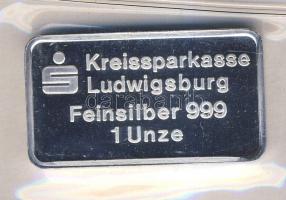 Kreissparkasse
Ludwigsburg
Feinsilber 999
1 Unze